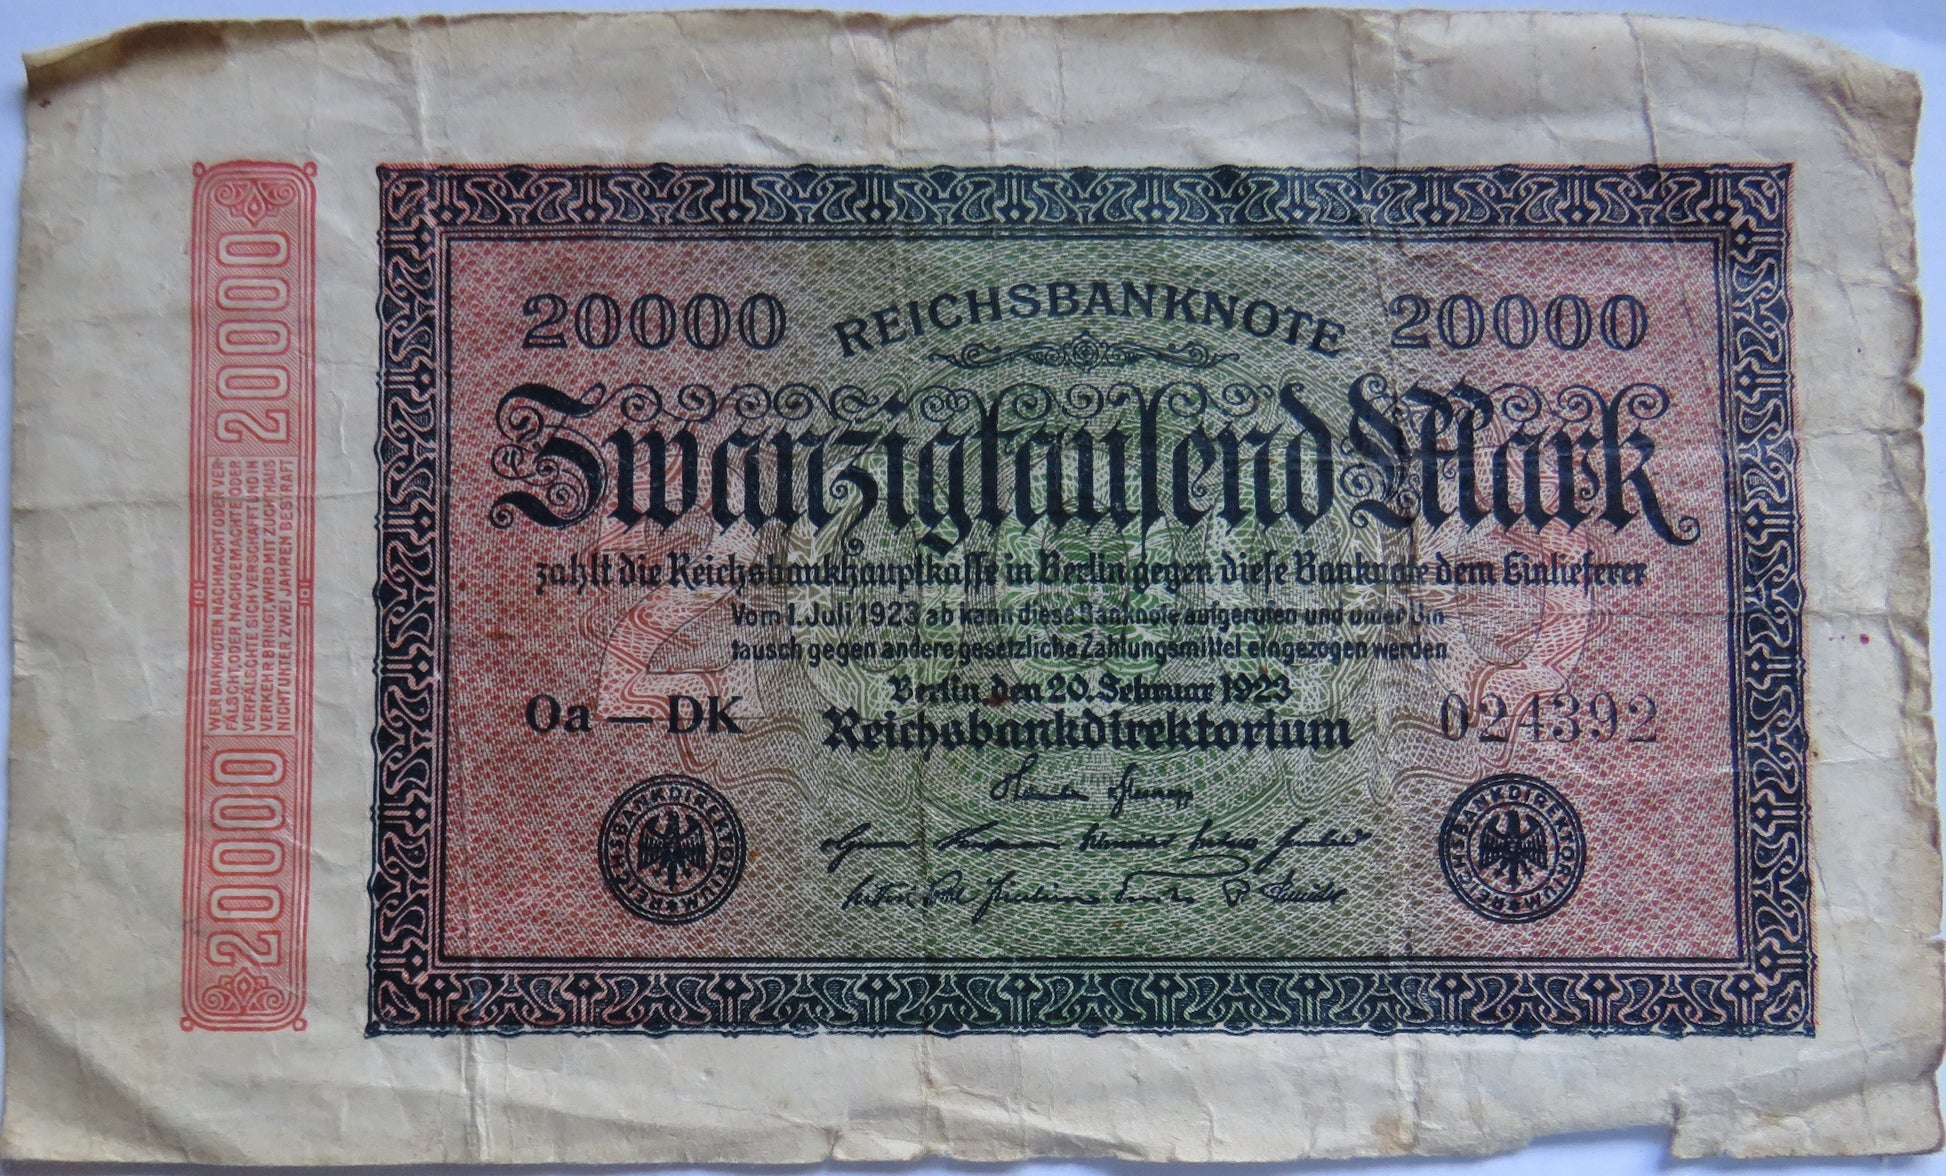 20000 REICHSBANKNOTE 20000
Zwanzigtausend Mark
zahlt die Reichsbankhauptkasse in Berlin gegen diese Banknote dem Einlieferer
Vom 1. Juli 1923 ab kann diese Banknote aufgerufen und unter Um
tausch gegen andere gesetzliche Zahlungsmittel eingezogen werden
Berlin, den 20. Februar 1923
Reichsbankdirektorium
0a — DK
024392
REICHSBANKDIREKTORIUM
REICHSBANKDIREKTORIUM
20000
WER BANKNOTEN NACHMACHT ODER VER-
FÄLSCHT, ODER NACHGEMACHTE ODER
VERFÄLSCHTE SICH VERSCHAFFT UND IN
VERKEHR BRINGT, WIRD MIT ZUCHTHAUS
NICHT UNTER ZWEI JAHREN BESTRAFT
20000